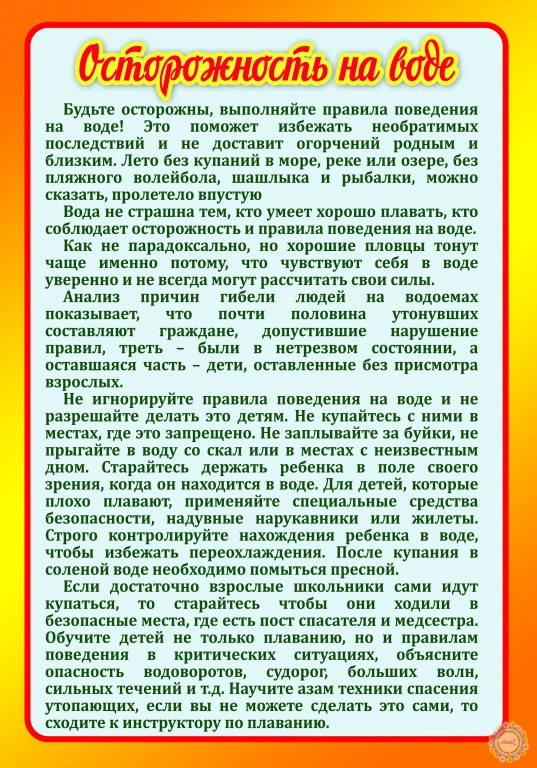 Осторожность на воде
Будьте осторожны, выполняйте правила поведения
на воде! Это поможет избежать необратимых
последствий и не доставит огорчений родным и
близким. Лето без купаний в море, реке или озере, без
пляжного волейбола, шашлыка и рыбалки, можно
сказать, пролетело впустую
Вода не страшна тем, кто умеет хорошо плавать, кто
соблюдает осторожность и правила поведения на воде.
Как не парадоксально, но хорошие пловцы тонут
чаще именно потому, что чувствуют себя в воде
уверенно и не всегда могут рассчитать свои силы.
Анализ причин гибели людей на водоемах
показывает, что почти половина утонувших
составляют граждане, допустившие нарушение
правил, треть – были в нетрезвом состоянии, а
оставшаяся часть – дети, оставленные без присмотра
взрослых.
Не игнорируйте правила поведения на воде и не
разрешайте делать это детям. Не купайтесь с ними в
местах, где это запрещено. Не заплывайте за буйки, не
прыгайте в воду со скал или в местах с неизвестным
дном. Старайтесь держать ребенка в поле своего
зрения, когда он находится в воде. Для детей, которые
плохо плавают, применяйте специальные средства
безопасности, надувные нарукавники или жилеты.
Строго контролируйте нахождения ребенка в воде,
чтобы избежать переохлаждения. После купания в
соленой воде необходимо помыться пресной.
Если достаточно взрослые школьники сами идут
купаться, то старайтесь чтобы они ходили в
безопасные места, где есть пост спасателя и медсестра.
Обучите детей не только плаванию, но и правилам
поведения в критических ситуациях, объясните
опасность водоворотов, судорог, больших волн,
сильных течений и т.д. Научите азам техники спасения
утопающих, если вы не можете сделать это сами, то
сходите к инструктору по плаванию.